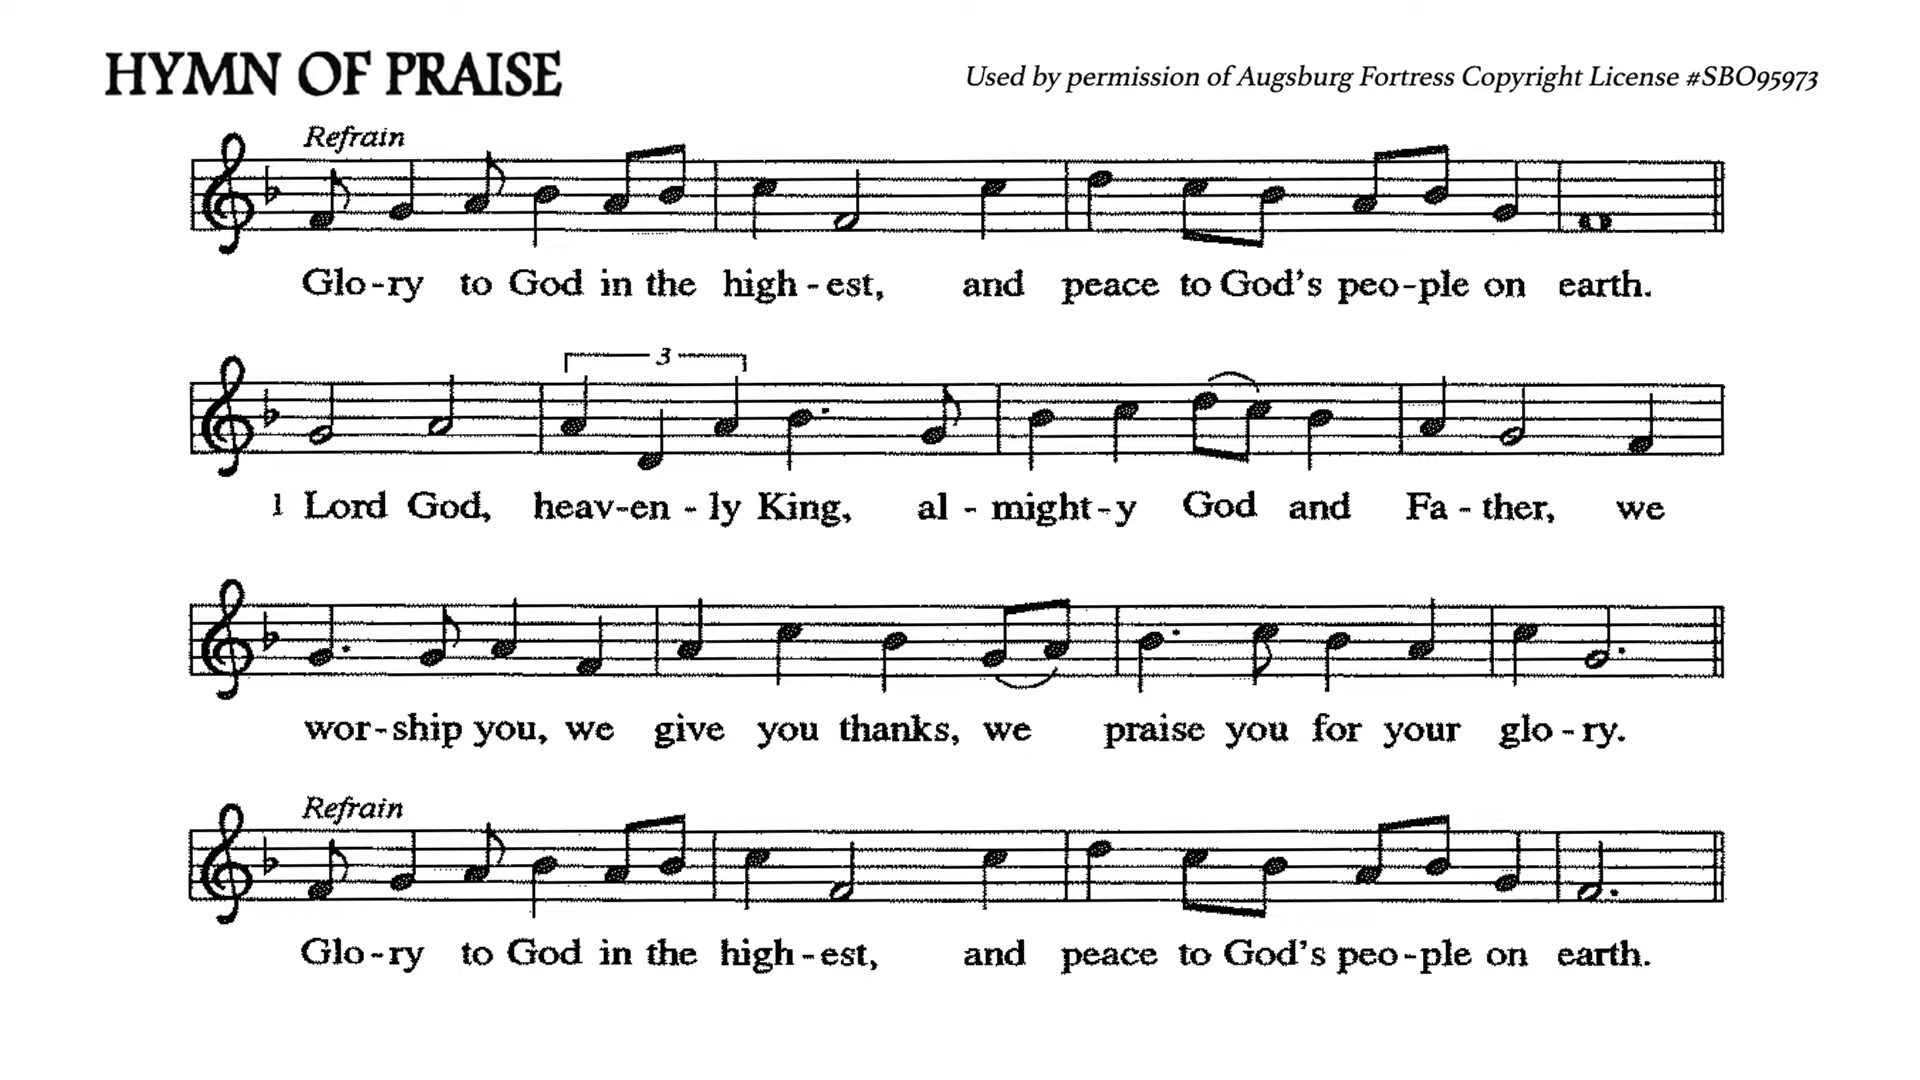 HYMN OF PRAISE
Used by permission of Augsburg Fortress Copyright License #SBO95973
Refrain
Glo-ry to God in the high-est, and peace to God's peo-ple on earth.
3
1 Lord God, heav-en-ly King, al-might-y God and Fa-ther, we
wor-ship you, we give you thanks, we praise you for your glo-ry.
Refrain
Glo-ry to God in the high-est, and peace to God's peo-ple on earth.